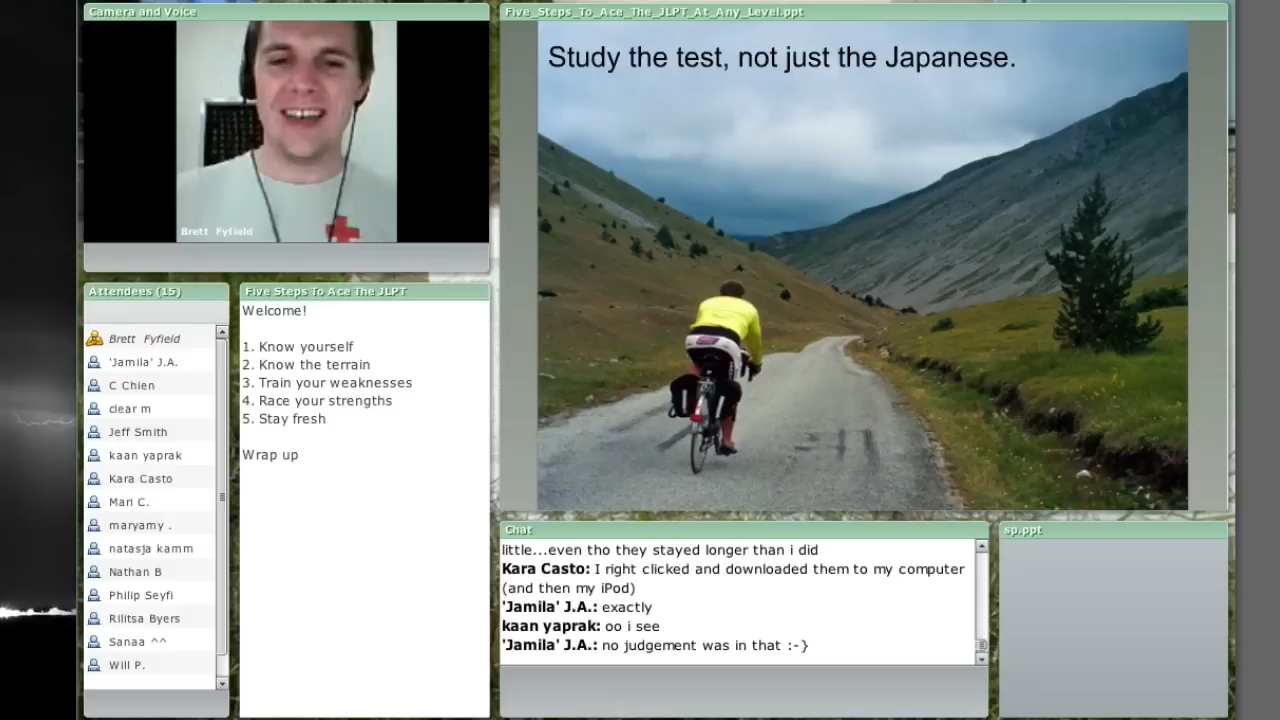 Camera and Voice
Brett Fyfield
Attendees (15)
Brett Fyfield
'Jamila' J.A.
C Chien
clear m
Jeff Smith
kaan yaprak
Kara Casto
Mari C.
maryamy .
natasja kamm
Nathan B
Philip Seyfi
Rilitsa Byers
Sanaa ^^
Will P.
Five Steps To Ace The JLPT
Welcome!
1. Know yourself
2. Know the terrain
3. Train your weaknesses
4. Race your strengths
5. Stay fresh
Wrap up
Five_Steps_To_Ace_The_JLPT_At_Any_Level.ppt
Study the test, not just the Japanese.
Chat
little...even tho they stayed longer than i did
Kara Casto: I right clicked and downloaded them to my computer
(and then my iPod)
'Jamila' J.A.: exactly
kaan yaprak: oo i see
'Jamila' J.A.: no judgement was in that :-}
sp.ppt